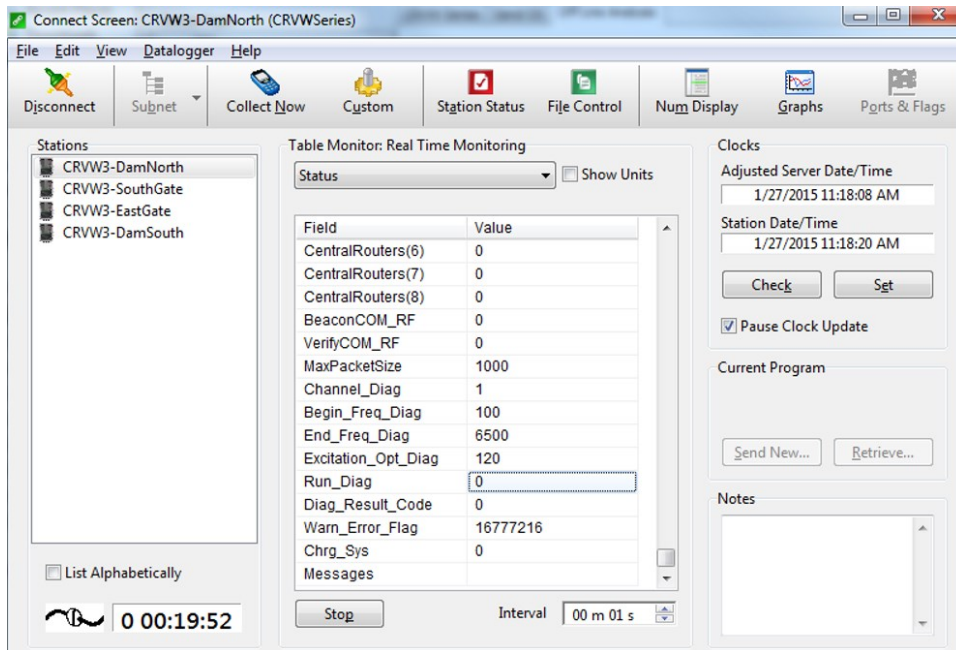 Connect Screen: CRVW3-DamNorth (CRVWSeries)
File Edit View Datalogger Help
Disconnect Subnet Collect Now Custom Station Status File Control Num Display Graphs Ports & Flags
Stations
CRVW3-DamNorth
CRVW3-SouthGate
CRVW3-EastGate
CRVW3-DamSouth
List Alphabetically
0 00:19:52
Table Monitor: Real Time Monitoring
Status Show Units
Field Value
CentralRouters(6) 0
CentralRouters(7) 0
CentralRouters(8) 0
BeaconCOM_RF 0
VerifyCOM_RF 0
MaxPacketSize 1000
Channel_Diag 1
Begin_Freq_Diag 100
End_Freq_Diag 6500
Excitation_Opt_Diag 120
Run_Diag 0
Diag_Result_Code 0
Warn_Error_Flag 16777216
Chrg_Sys 0
Messages
Stop Interval 00 m 01 s
Clocks
Adjusted Server Date/Time
1/27/2015 11:18:08 AM
Station Date/Time
1/27/2015 11:18:20 AM
Check Set
Pause Clock Update
Current Program
Send New... Retrieve...
Notes